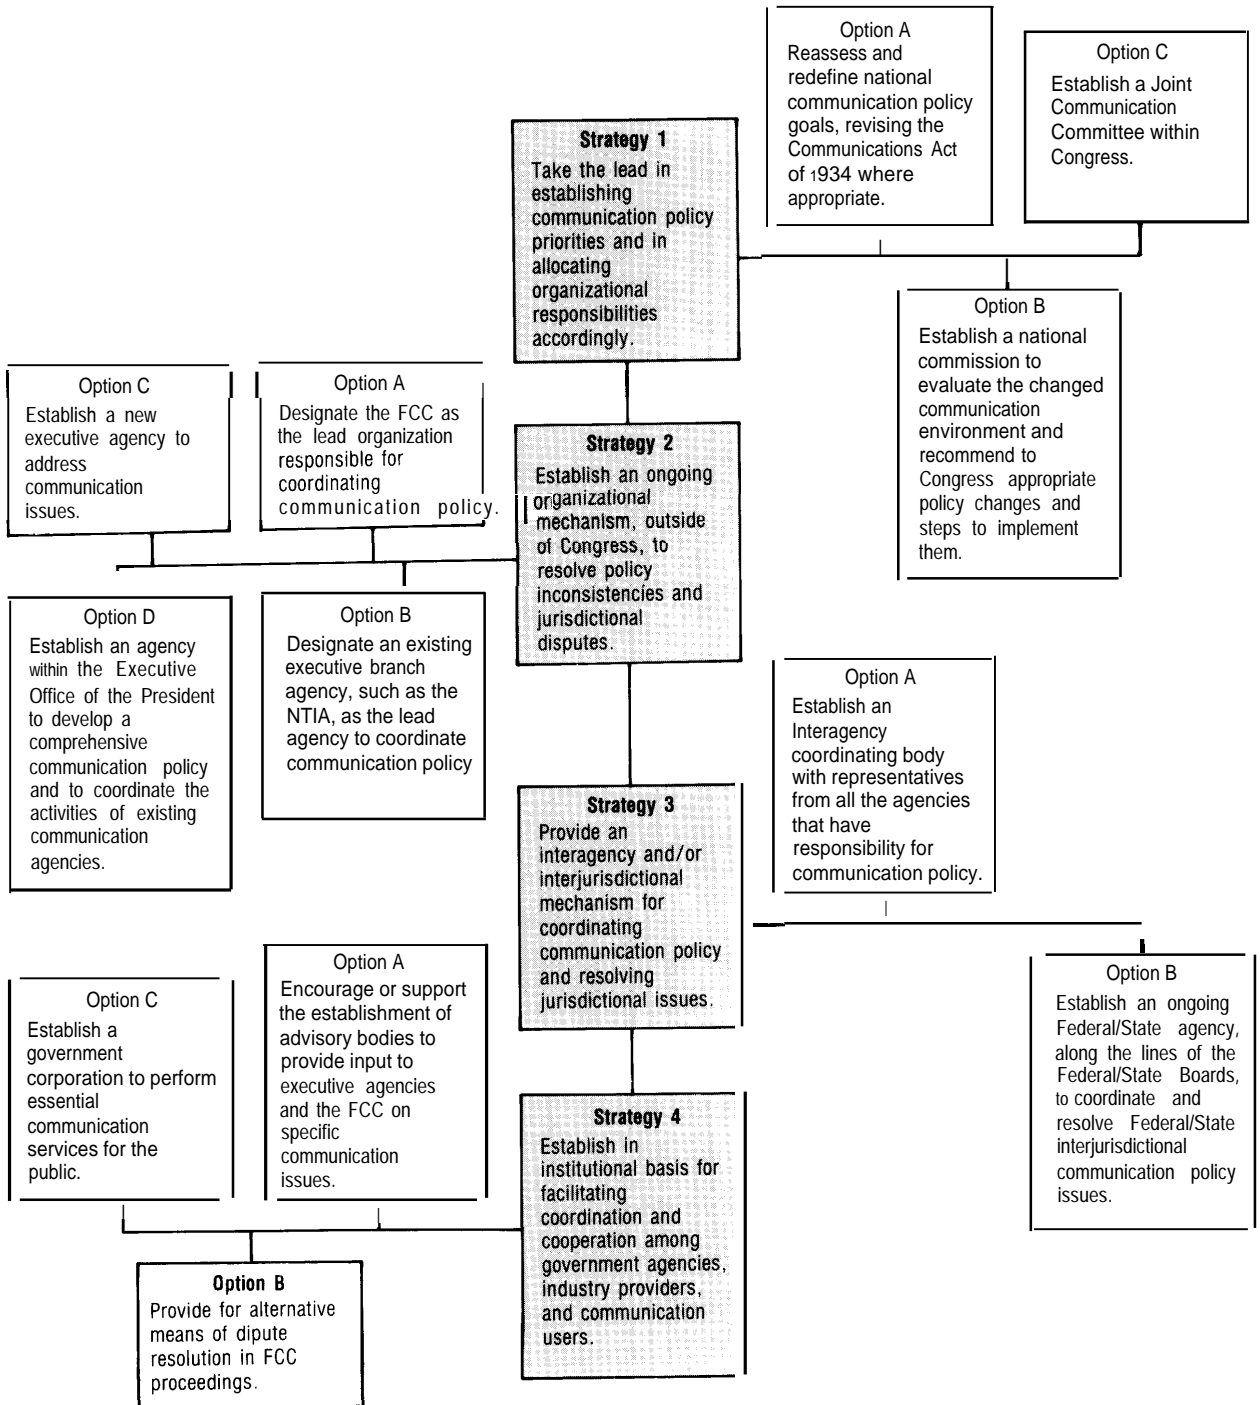 Option A
Reassess and
redefine national
communication policy
goals, revising the
Communications Act
of 1934 where
appropriate.
Option C
Establish a Joint
Communication
Committee within
Congress.
Strategy 1
Take the lead in
establishing
communication policy
priorities and in
allocating
organizational
responsibilities
accordingly.
Option B
Establish a national
commission to
evaluate the changed
communication
environment and
recommend to
Congress appropriate
policy changes and
steps to implement
them.
Option C
Establish a new
executive agency to
address
communication
issues.
Option A
Designate the FCC as
the lead organization
responsible for
coordinating
communication policy.
Strategy 2
Establish an ongoing
organizational
mechanism, outside
of Congress, to
resolve policy
inconsistencies and
jurisdictional
disputes.
Option D
Establish an agency
within the Executive
Office of the President
to develop a
comprehensive
communication policy
and to coordinate the
activities of existing
communication
agencies.
Option B
Designate an existing
executive branch
agency, such as the
NTIA, as the lead
agency to coordinate
communication policy
Option A
Establish an
Interagency
coordinating body
with representatives
from all the agencies
that have
responsibility for
communication policy.
Strategy 3
Provide an
interagency and/or
interjurisdictional
mechanism for
coordinating
communication policy
and resolving
jurisdictional issues.
Option B
Establish an ongoing
Federal/State agency,
along the lines of the
Federal/State Boards,
to coordinate and
resolve Federal/State
interjurisdictional
communication policy
issues.
Option C
Establish a
government
corporation to perform
essential
communication
services for the
public.
Option A
Encourage or support
the establishment of
advisory bodies to
provide input to
executive agencies
and the FCC on
specific
communication
issues.
Strategy 4
Establish in
institutional basis for
facilitating
coordination and
cooperation among
government agencies,
industry providers,
and communication
users.
Option B
Provide for alternative
means of dipute
resolution in FCC
proceedings.